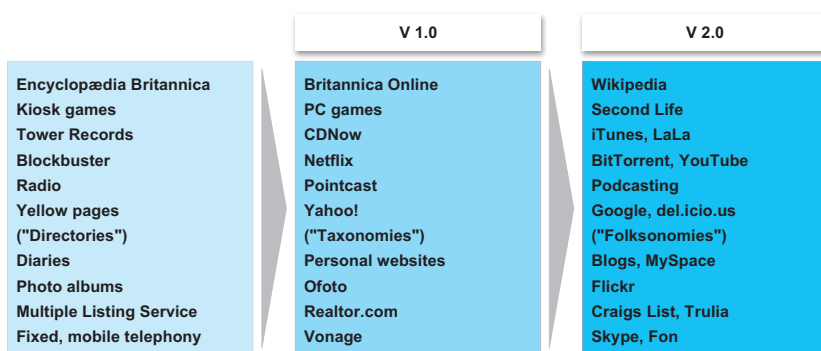 V 1.0
V 2.0
Encyclopædia Britannica
Kiosk games
Tower Records
Blockbuster
Radio
Yellow pages
("Directories")
Diaries
Photo albums
Multiple Listing Service
Fixed, mobile telephony
Britannica Online
PC games
CDNow
Netflix
Pointcast
Yahoo!
("Taxonomies")
Personal websites
Ofoto
Realtor.com
Vonage
Wikipedia
Second Life
iTunes, LaLa
BitTorrent, YouTube
Podcasting
Google, del.icio.us
("Folksonomies")
Blogs, MySpace
Flickr
Craigs List, Trulia
Skype, Fon